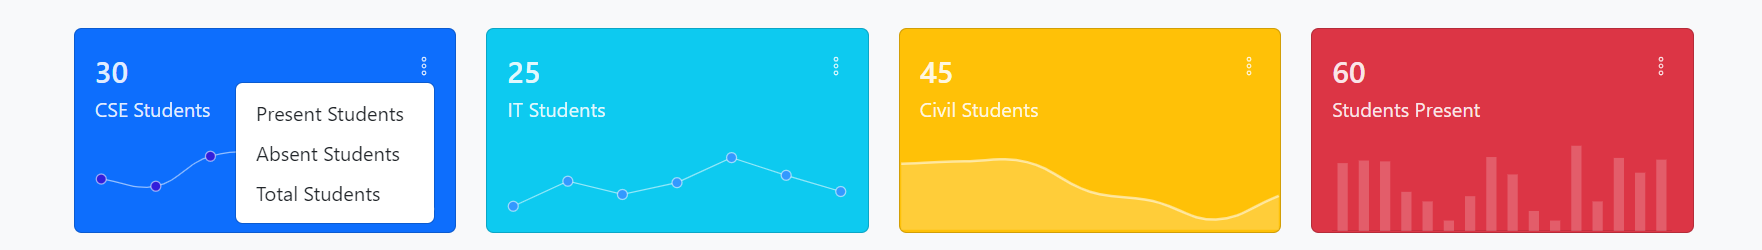 30
CSE Students
Present Students
Absent Students
Total Students
25
IT Students
45
Civil Students
60
Students Present